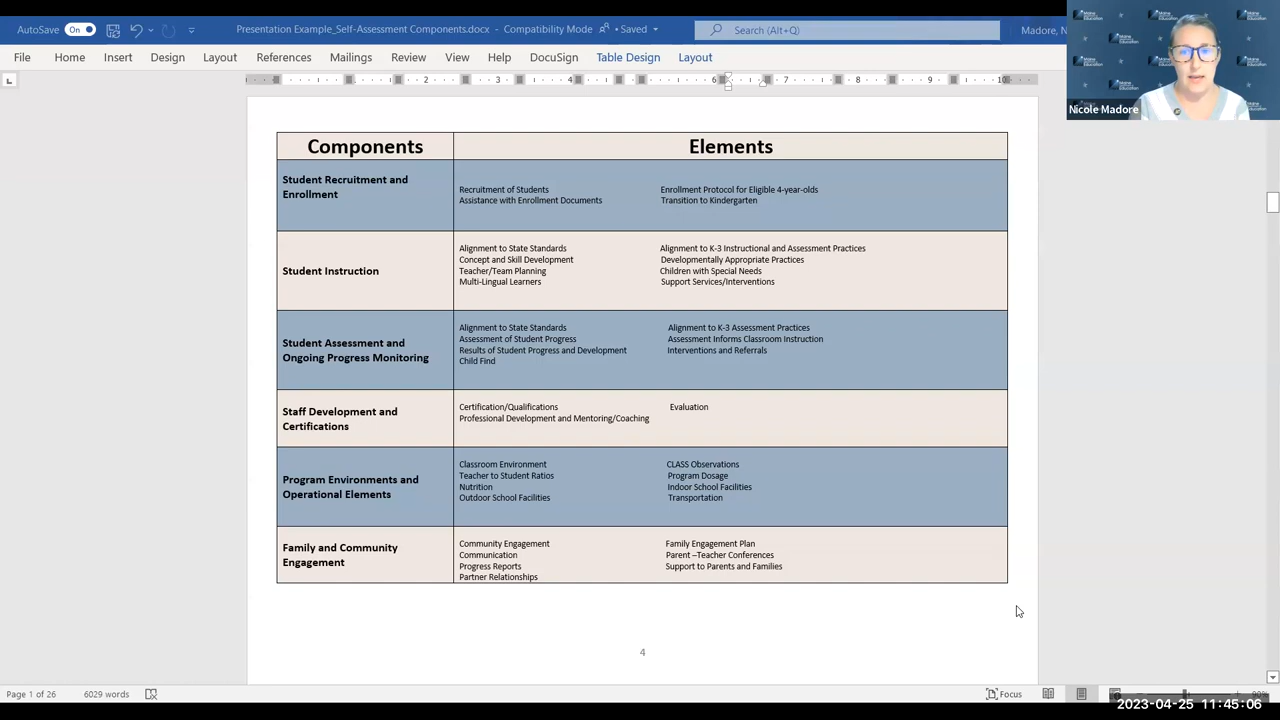 AutoSave On Presentation Example_Self-Assessment Components.docx - Compatibility Mode Saved Search (Alt+Q) Madore, N
File Home Insert Design Layout References Mailings Review View Help DocuSign Table Design Layout
2 3 4 6 7 8 9 10
Nicole Madore
Components Elements
Student Recruitment and
Enrollment
Recruitment of Students Enrollment Protocol for Eligible 4-year-olds
Assistance with Enrollment Documents Transition to Kindergarten
Student Instruction
Alignment to State Standards Alignment to K-3 Instructional and Assessment Practices
Concept and Skill Development Developmentally Appropriate Practices
Teacher/Team Planning Children with Special Needs
Multi-Lingual Learners Support Services/Interventions
Student Assessment and
Ongoing Progress Monitoring
Alignment to State Standards Alignment to K-3 Assessment Practices
Assessment of Student Progress Assessment Informs Classroom Instruction
Results of Student Progress and Development Interventions and Referrals
Child Find
Staff Development and
Certifications
Certification/Qualifications Evaluation
Professional Development and Mentoring/Coaching
Program Environments and
Operational Elements
Classroom Environment CLASS Observations
Teacher to Student Ratios Program Dosage
Nutrition Indoor School Facilities
Outdoor School Facilities Transportation
Family and Community
Engagement
Community Engagement Family Engagement Plan
Communication Parent –Teacher Conferences
Progress Reports Support to Parents and Families
Partner Relationships
4
Page 1 of 26 6029 words Focus
2023-04-25 11:45:06